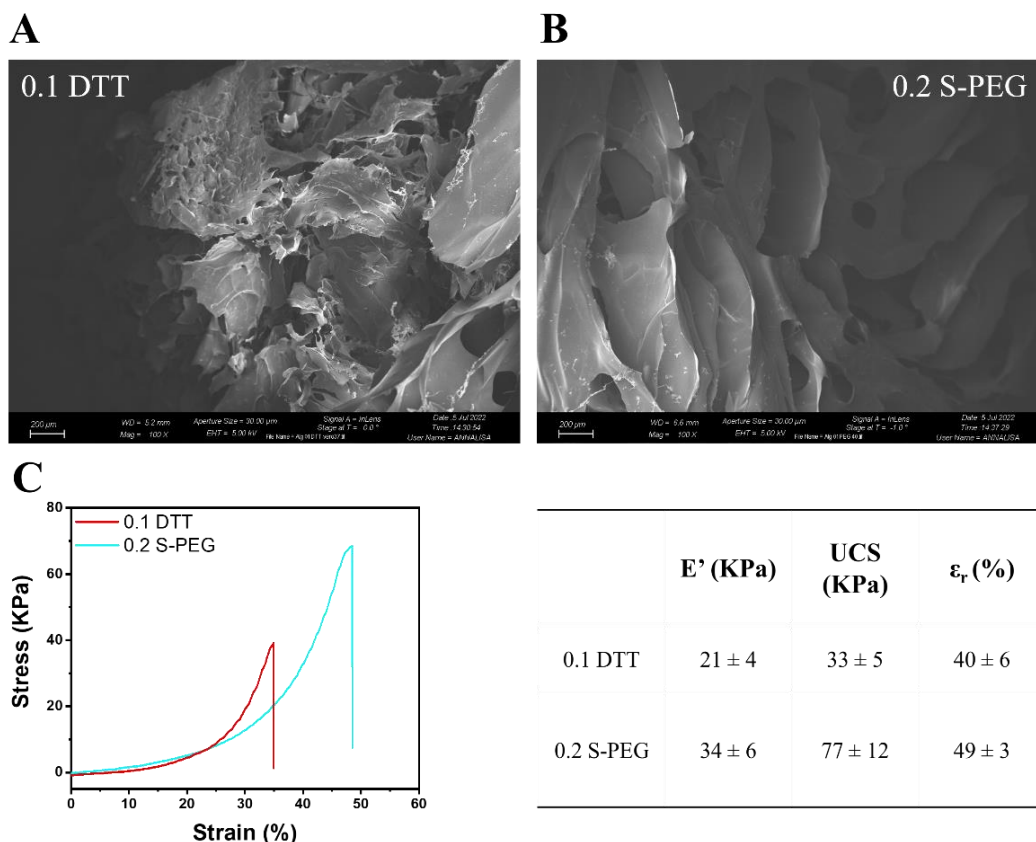 A
0.1 DTT
200 µm
WD = 5.2 mm
Mag = 100 X
Aperture Size = 30.00 µm
EHT = 5.00 kV
Signal A = InLens
Stage at T = 0.0 °
Date :5 Jul 2022
Time :14:30:54
User Name = ANNALISA
B
0.2 S-PEG
200 µm
WD = 6.6 mm
Mag = 100 X
Aperture Size = 30.00 µm
EHT = 5.00 kV
Signal A = InLens
Stage at T = -1.0 °
Date :5 Jul 2022
Time :14:37:29
User Name = ANNALISA
C
0.1 DTT
0.2 S-PEG
Stress (KPa)
80
60
40
20
0
0 10 20 30 40 50 60
Strain (%)
E’ (KPa) UCS (KPa) εr (%)
0.1 DTT 21 ± 4 33 ± 5 40 ± 6
0.2 S-PEG 34 ± 6 77 ± 12 49 ± 3